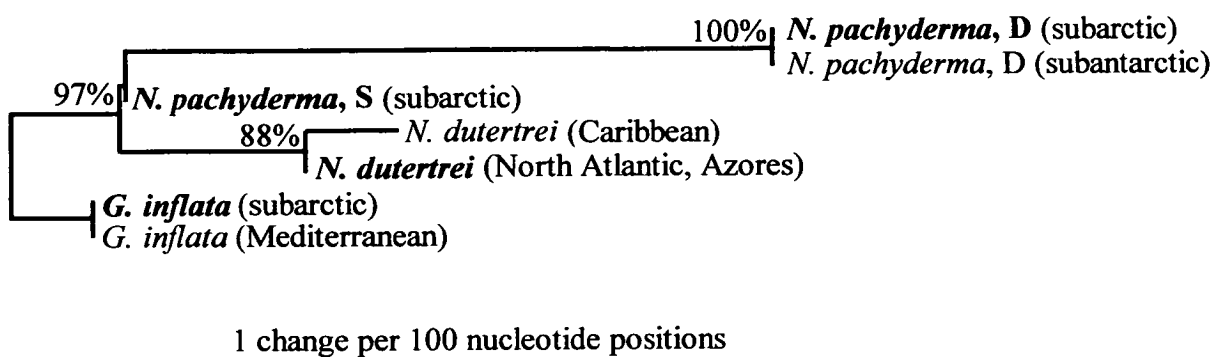 100% N. pachyderma, D (subarctic)
N. pachyderma, D (subantarctic)
97% N. pachyderma, S (subarctic)
88% N. dutertrei (Caribbean)
N. dutertrei (North Atlantic, Azores)
G. inflata (subarctic)
G. inflata (Mediterranean)
1 change per 100 nucleotide positions